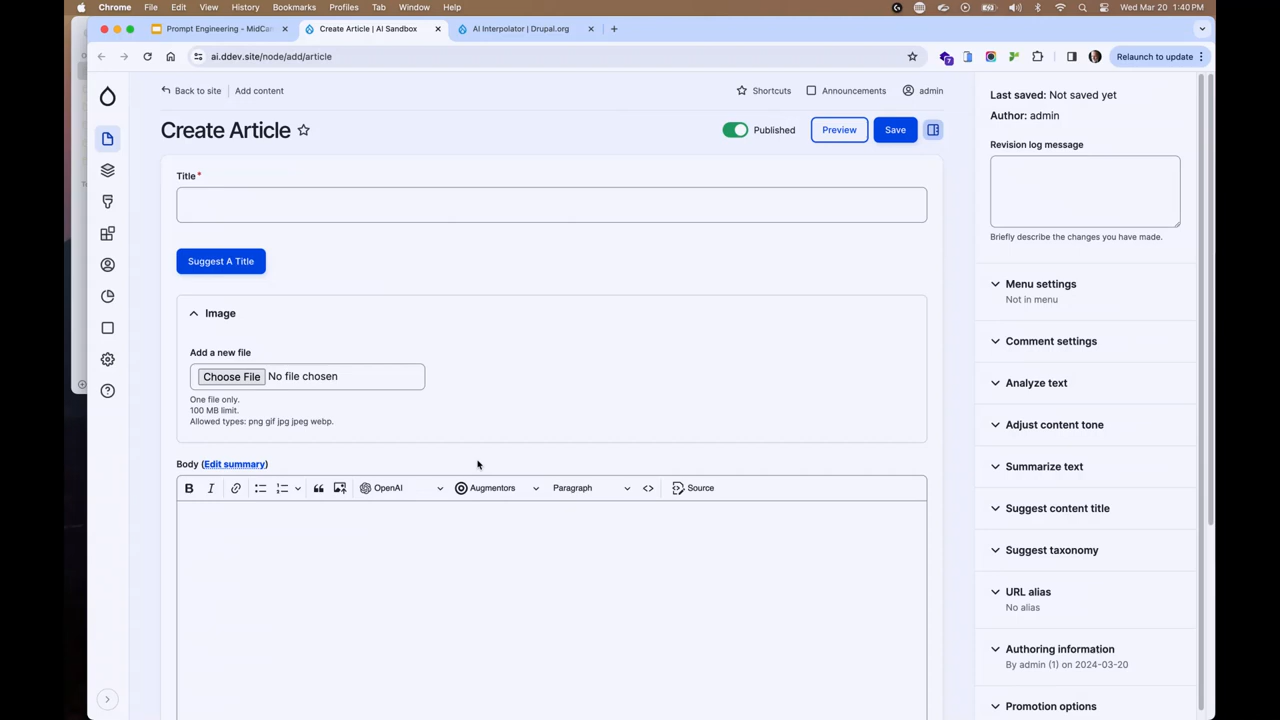 Chrome File Edit View History Bookmarks Profiles Tab Window Help Wed Mar 20 1:40 PM
Prompt Engineering - MidCa
Create Article | AI Sandbox
AI Interpolator | Drupal.org
ai.ddev.site/node/add/article
7
Relaunch to update
Back to site
Add content
Shortcuts
Announcements
admin
Create Article
Published
Preview
Save
Title*
Suggest A Title
Image
Add a new file
Choose File No file chosen
One file only.
100 MB limit.
Allowed types: png gif jpg jpeg webp.
Body (Edit summary)
B I OpenAI Augmentors Paragraph Source
Last saved: Not saved yet
Author: admin
Revision log message
Briefly describe the changes you have made.
Menu settings
Not in menu
Comment settings
Analyze text
Adjust content tone
Summarize text
Suggest content title
Suggest taxonomy
URL alias
No alias
Authoring information
By admin (1) on 2024-03-20
Promotion options